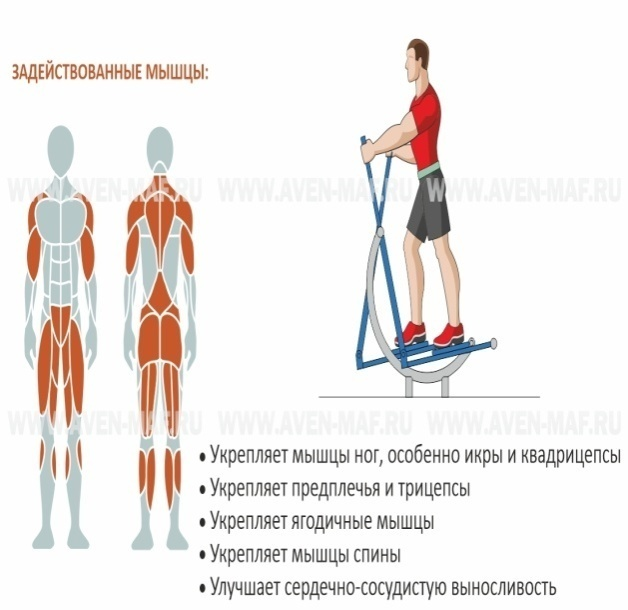 ЗАДЕЙСТВОВАННЫЕ МЫШЦЫ:
WWW.AVEN-MAF.RU WWW.AVEN-MAF.RU WWW.AVEN-MAF.RU
WWW.AVEN-MAF.RU WWW.AVEN-MAF.RU WWW.AVEN-MAF.RU
• Укрепляет мышцы ног, особенно икры и квадрицепсы
• Укрепляет предплечья и трицепсы
• Укрепляет ягодичные мышцы
• Укрепляет мышцы спины
• Улучшает сердечно-сосудистую выносливость